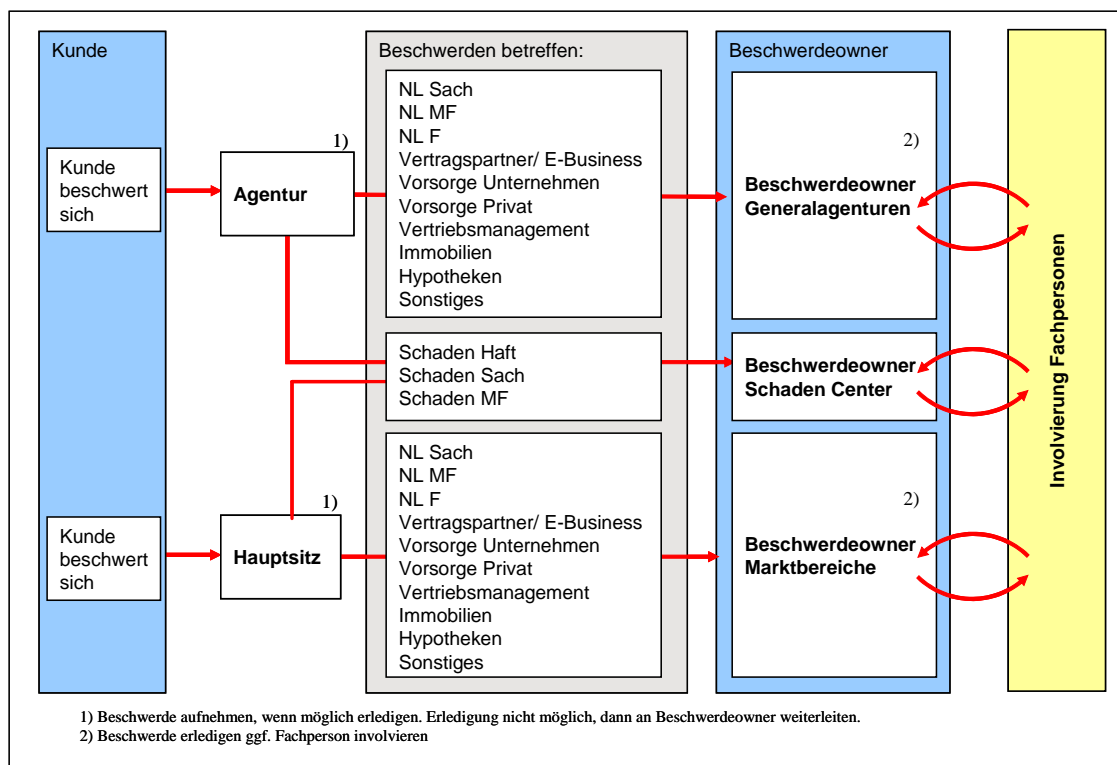 Kunde
Kunde
beschwert
sich
Kunde
beschwert
sich
1)
Agentur
1)
Hauptsitz
Beschwerden betreffen:
NL Sach
NL MF
NL F
Vertragspartner/ E-Business
Vorsorge Unternehmen
Vorsorge Privat
Vertriebsmanagement
Immobilien
Hypotheken
Sonstiges
Schaden Haft
Schaden Sach
Schaden MF
NL Sach
NL MF
NL F
Vertragspartner/ E-Business
Vorsorge Unternehmen
Vorsorge Privat
Vertriebsmanagement
Immobilien
Hypotheken
Sonstiges
Beschwerdeowner
2)
Beschwerdeowner
Generalagenturen
Beschwerdeowner
Schaden Center
2)
Beschwerdeowner
Marktbereiche
Involvierung Fachpersonen
1) Beschwerde aufnehmen, wenn möglich erledigen. Erledigung nicht möglich, dann an Beschwerdeowner weiterleiten.
2) Beschwerde erledigen ggf. Fachperson involvieren